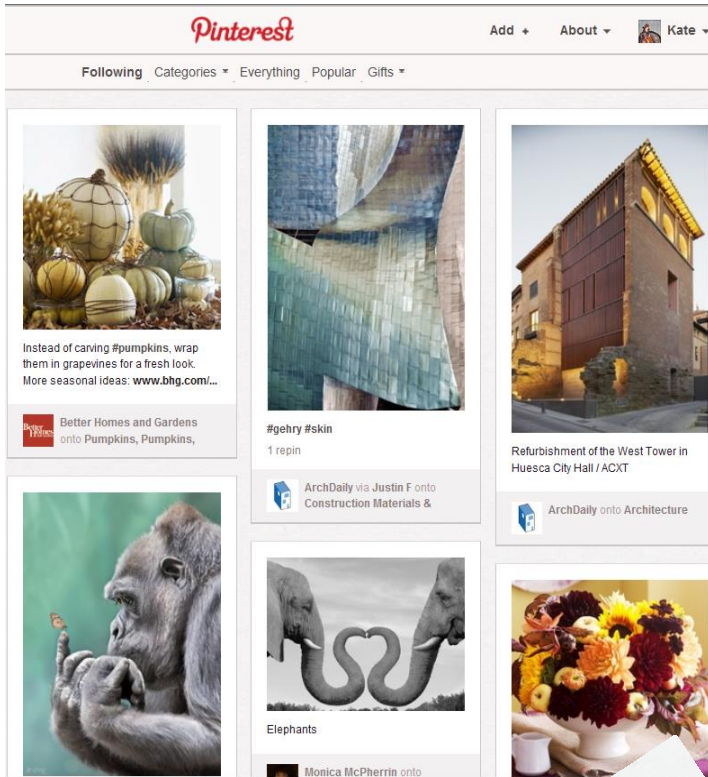 Pinterest
Add +
About
Kate
Following Categories Everything Popular Gifts
Instead of carving #pumpkins, wrap
them in grapevines for a fresh look.
More seasonal ideas: www.bhg.com/...
Better Homes and Gardens
onto Pumpkins, Pumpkins,
#gehry #skin
1 repin
ArchDaily via Justin F onto
Construction Materials &
Refurbishment of the West Tower in
Huesca City Hall / ACXT
ArchDaily onto Architecture
Elephants
Monica McPherrin onto